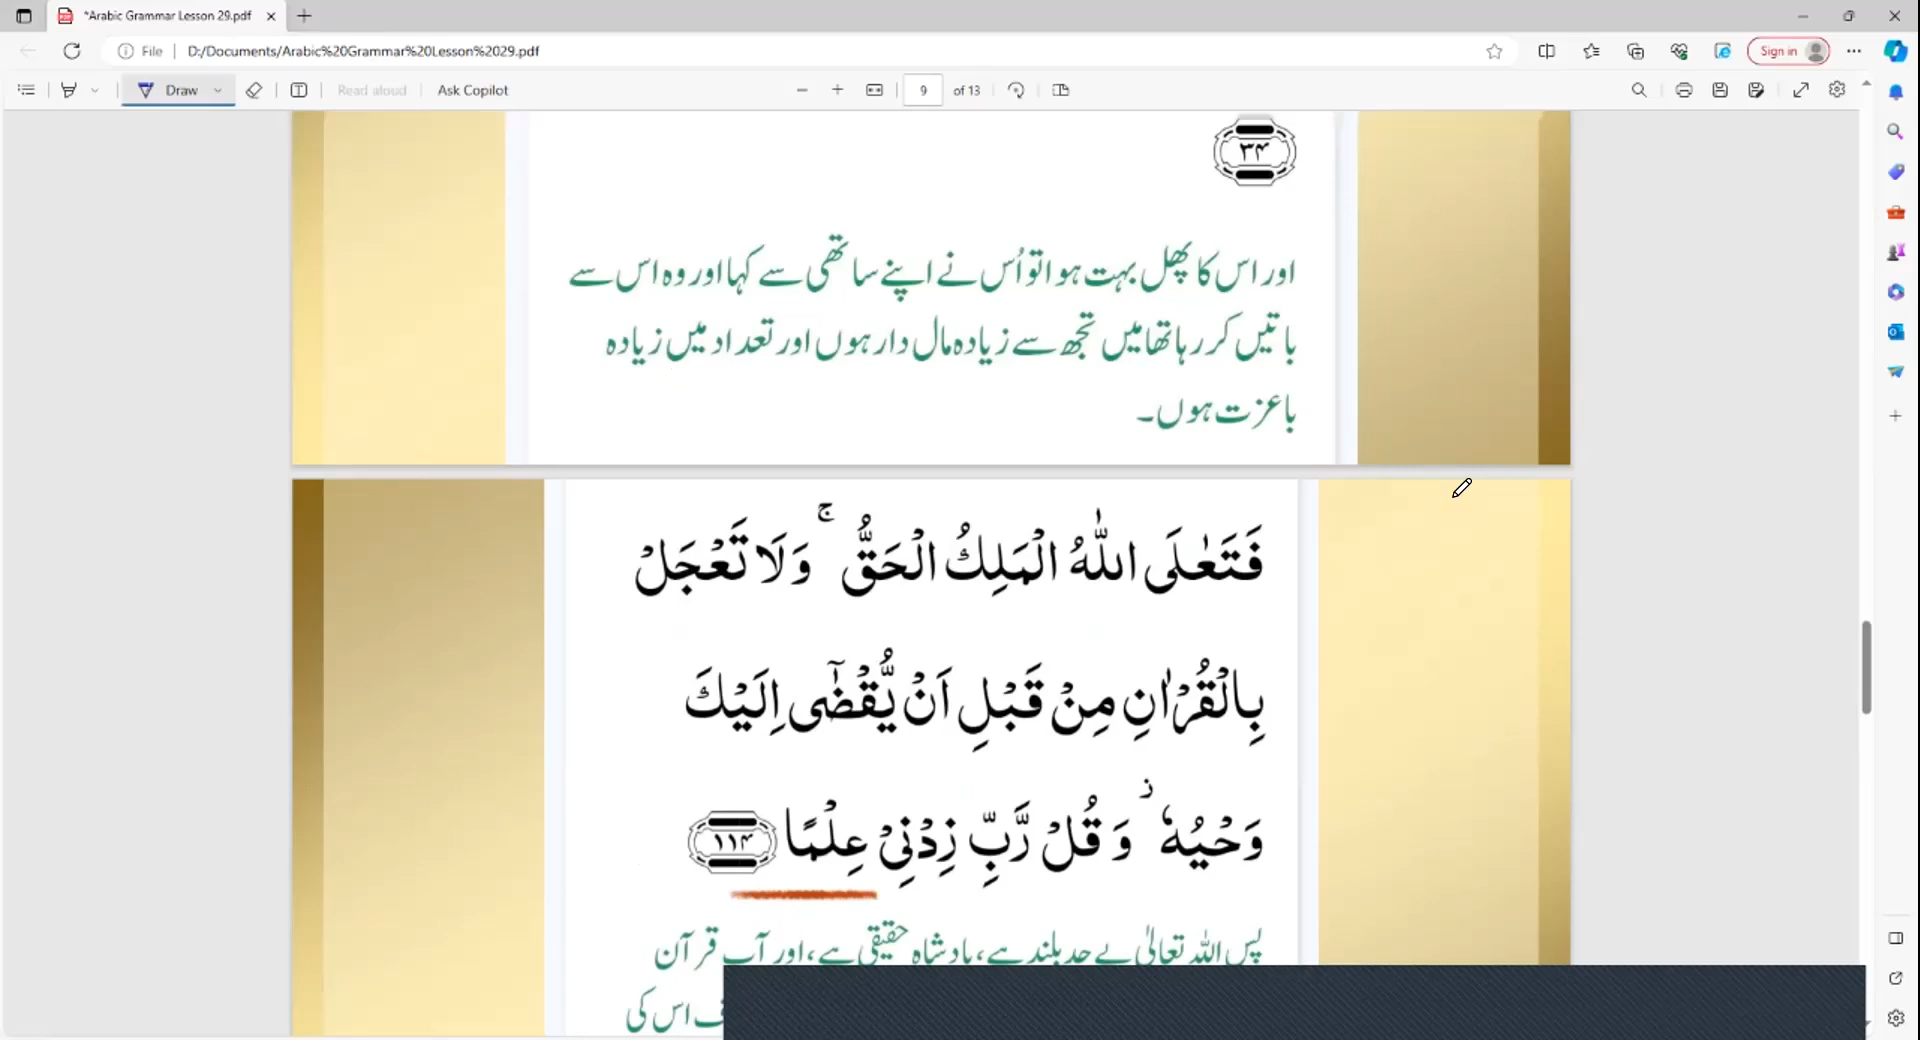 *Arabic Grammar Lesson 29.pdf
File D:/Documents/Arabic%20Grammar%20Lesson%2029.pdf
Sign in
Draw Read aloud Ask Copilot 9 of 13
۳۴
اور اس کا پھل بہت ہوا تو اُس نے اپنے ساتھی سے کہا اور وہ اس سے
باتیں کر رہا تھا میں تجھ سے زیادہ مال دار ہوں اور تعداد میں زیادہ
باعزت ہوں۔
فَتَعٰلَى اللّٰهُ الْمَلِكُ الْحَقُّ ۚ وَلَا تَعْجَلْ
بِالْقُرْاٰنِ مِنْ قَبْلِ اَنْ يُّقْضٰٓى اِلَيْكَ
وَحْيُهٗ ۡ وَ قُلْ رَّبِّ زِدْنِيْ عِلْمًا ۱۱۴
پس اللہ تعالیٰ بے حد بلند ہے، بادشاہ حقیقی ہے، اور آپ قرآن
اس کی